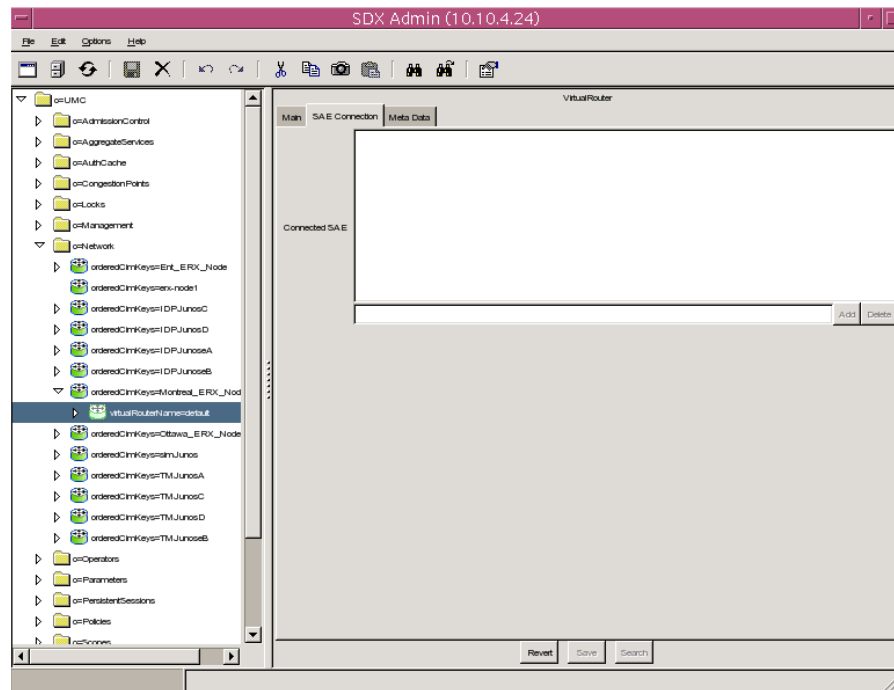 SDX Admin (10.10.4.24)
File Edit Options Help
o=UMC
o=AdmissionControl
o=AggregateServices
o=AuthCache
o=CongestionPoints
o=Locks
o=Management
o=Network
orderedCimKeys=Ent_ERX_Node
orderedCimKeys=erx-node1
orderedCimKeys=IDPJunosC
orderedCimKeys=IDPJunosD
orderedCimKeys=IDPJunoseA
orderedCimKeys=IDPJunoseB
orderedCimKeys=Montreal_ERX_Nod
virtualRouterName=default
orderedCimKeys=Ottawa_ERX_Node
orderedCimKeys=simJunos
orderedCimKeys=TMJunosA
orderedCimKeys=TMJunosC
orderedCimKeys=TMJunosD
orderedCimKeys=TMJunoseB
o=Operators
o=Parameters
o=PersistentSessions
o=Policies
o=Scopes
VirtualRouter
Main SAE Connection Meta Data
Connected SAE
Add Delete
Revert Save Search